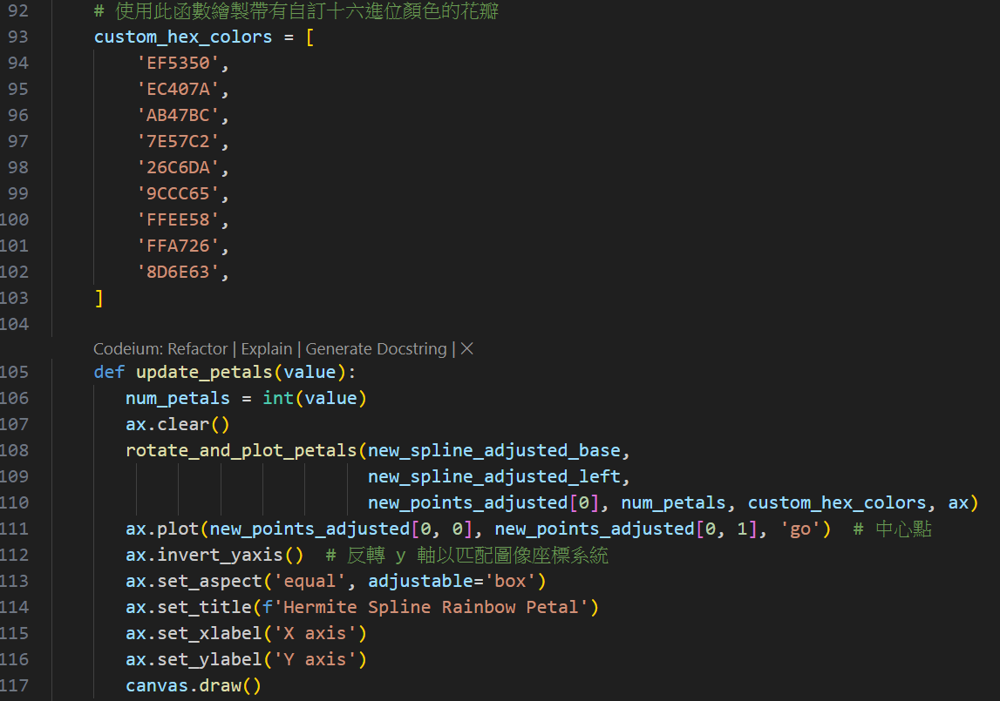 92 # 使用此函數繪製帶有自訂十六進位顏色的花瓣
93 custom_hex_colors = [
94 'EF5350',
95 'EC407A',
96 'AB47BC',
97 '7E57C2',
98 '26C6DA',
99 '9CCC65',
100 'FFEE58',
101 'FFA726',
102 '8D6E63',
103 ]
104
Codeium: Refactor | Explain | Generate Docstring | ×
105 def update_petals(value):
106 num_petals = int(value)
107 ax.clear()
108 rotate_and_plot_petals(new_spline_adjusted_base,
109 new_spline_adjusted_left,
110 new_points_adjusted[0], num_petals, custom_hex_colors, ax)
111 ax.plot(new_points_adjusted[0, 0], new_points_adjusted[0, 1], 'go') # 中心點
112 ax.invert_yaxis() # 反轉 y 軸以匹配圖像座標系統
113 ax.set_aspect('equal', adjustable='box')
114 ax.set_title(f'Hermite Spline Rainbow Petal')
115 ax.set_xlabel('X axis')
116 ax.set_ylabel('Y axis')
117 canvas.draw()